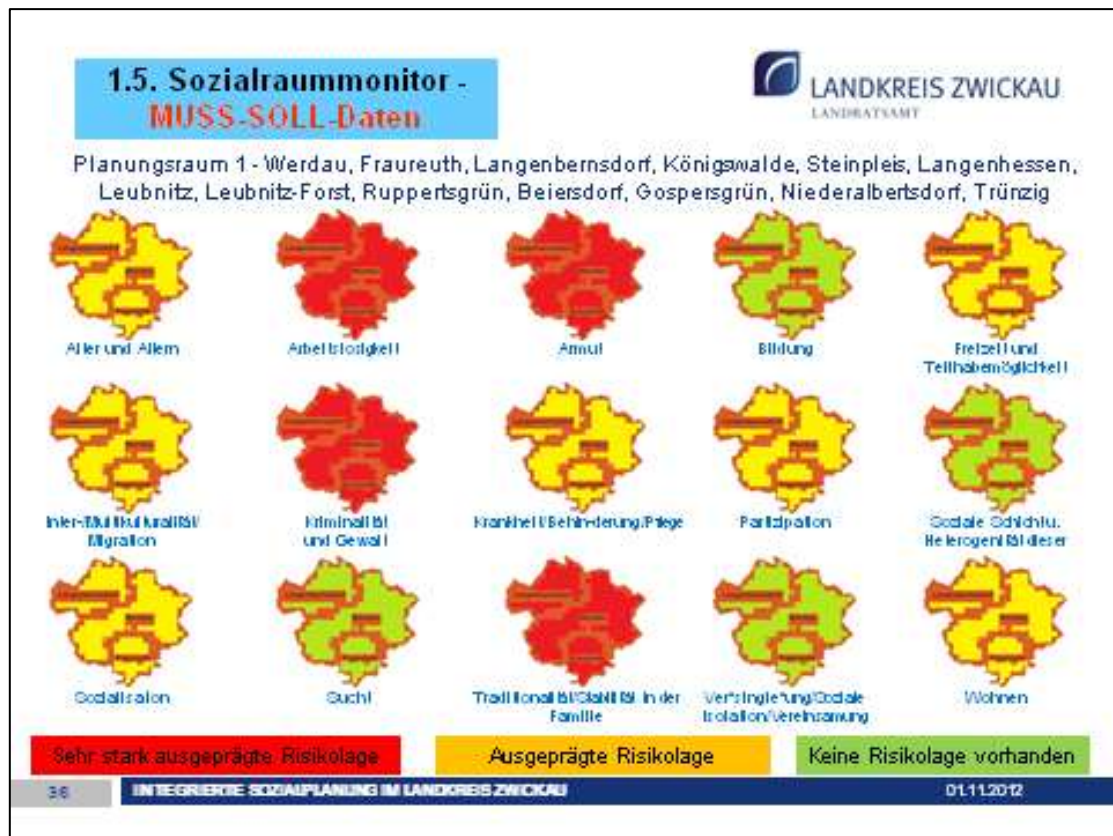 1.5. Sozialraummonitor -
MUSS-SOLL-Daten
LANDKREIS ZWICKAU
LANDRATSAMT
Planungsraum 1 - Werdau, Fraureuth, Langenbernsdorf, Königswalde, Steinpleis, Langenhessen,
Leubnitz, Leubnitz-Forst, Ruppertsgrün, Beiersdorf, Gospersgrün, Niederalbertsdorf, Trünzig
Alter und Altern
Arbeitslosigkeit
Armut
Bildung
Freizeit und
Teilhabemöglichkeit
Inter-/Multikulturalität/
Migration
Kriminalität
und Gewalt
Krankheit/Behinderung/Pflege
Partizipation
Soziale Schicht u.
Heterogenität dieser
Sozialisation
Sucht
Traditionalität/Stabilität in der
Familie
Soziale
Isolation/Vereinsamung
Wohnen
Sehr stark ausgeprägte Risikolage
Ausgeprägte Risikolage
Keine Risikolage vorhanden
36
INTEGRIERTE SOZIALPLANUNG IM LANDKREIS ZWICKAU
01.11.2012